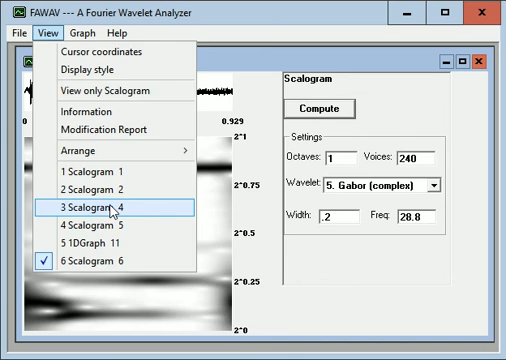 FAWAV --- A Fourier Wavelet Analyzer
File View Graph Help
Cursor coordinates
Display style
View only Scalogram
Information
Modification Report
Arrange
1 Scalogram 1
2 Scalogram 2
3 Scalogram 4
4 Scalogram 5
5 1DGraph 11
6 Scalogram 6
0 0.929
2^1
2^0.75
2^0.25
2^0
Scalogram
Compute
Settings
Octaves: 1 Voices: 240
Wavelet: 5. Gabor (complex)
Width: .2 Freq: 28.8